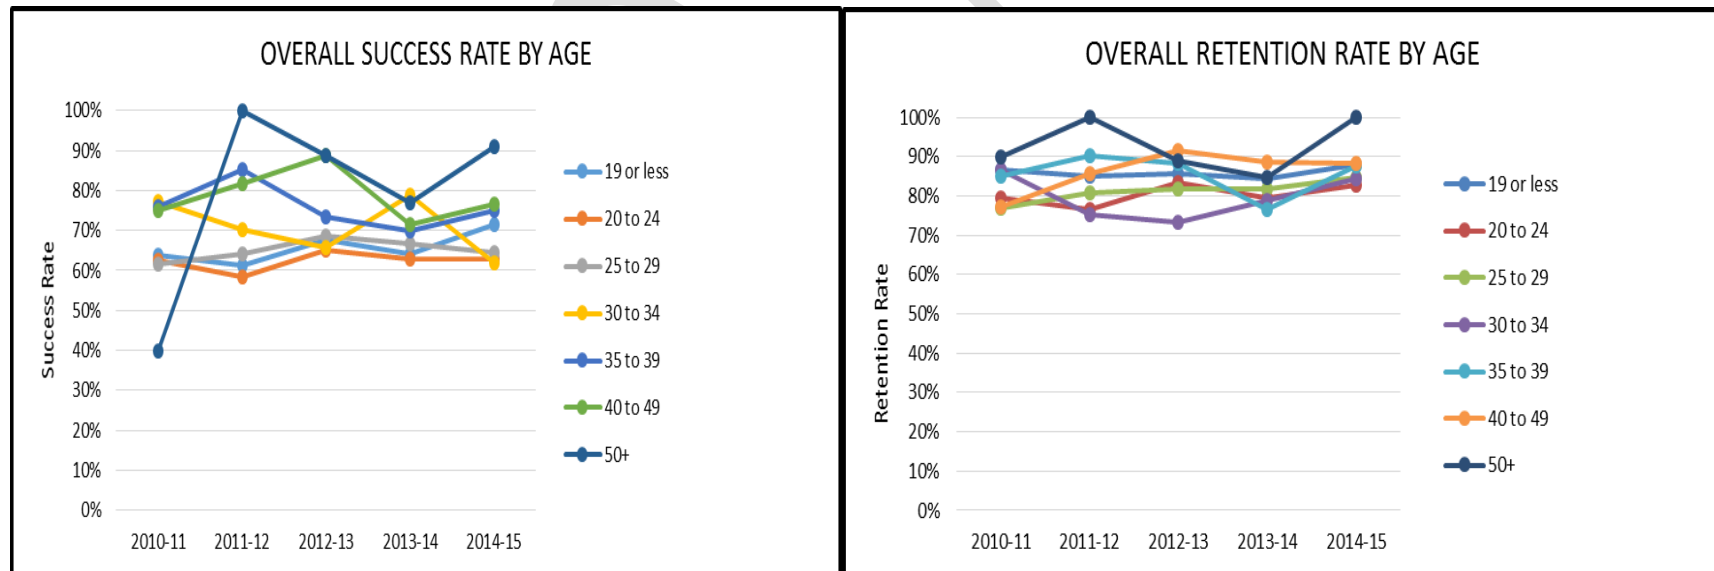 OVERALL SUCCESS RATE BY AGE
Success Rate
100%
90%
80%
70%
60%
50%
40%
30%
20%
10%
0%
2010-11 2011-12 2012-13 2013-14 2014-15
19 or less
20 to 24
25 to 29
30 to 34
35 to 39
40 to 49
50+
OVERALL RETENTION RATE BY AGE
Retention Rate
100%
90%
80%
70%
60%
50%
40%
30%
20%
10%
0%
2010-11 2011-12 2012-13 2013-14 2014-15
19 or less
20 to 24
25 to 29
30 to 34
35 to 39
40 to 49
50+